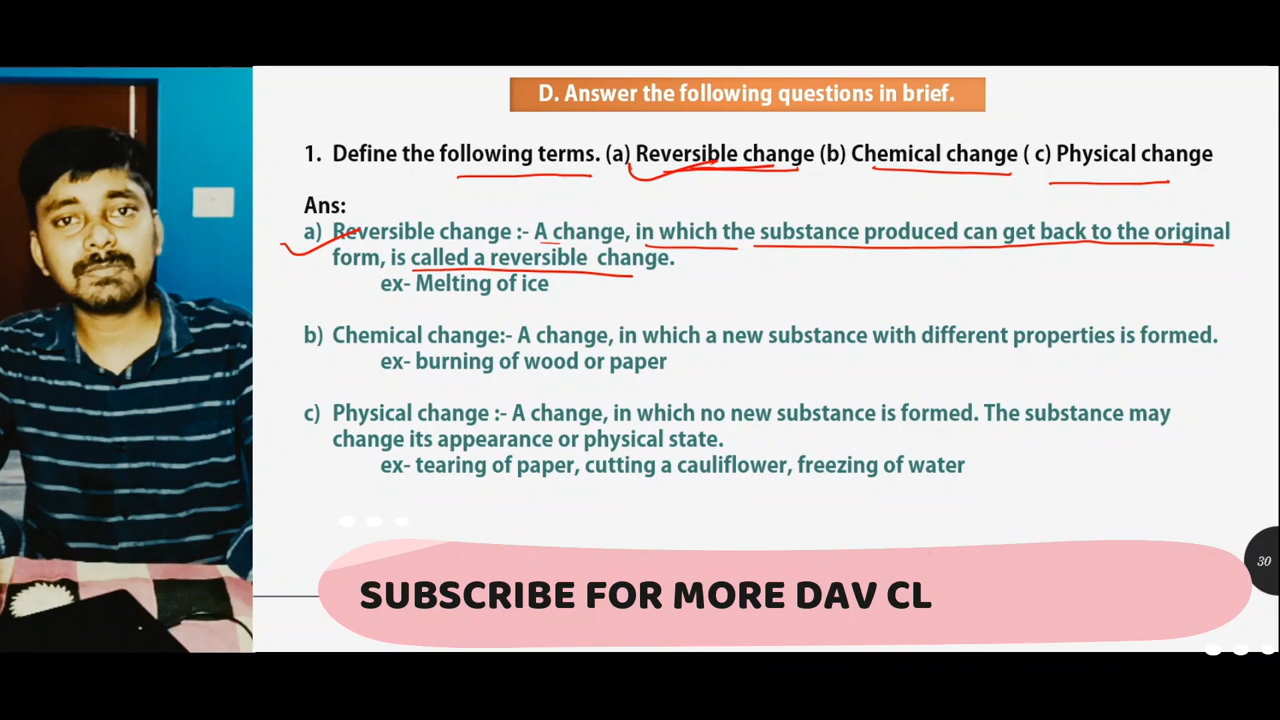 D. Answer the following questions in brief.
1. Define the following terms. (a) Reversible change (b) Chemical change ( c) Physical change
Ans:
a) Reversible change :- A change, in which the substance produced can get back to the original
form, is called a reversible change.
ex- Melting of ice
b) Chemical change:- A change, in which a new substance with different properties is formed.
ex- burning of wood or paper
c) Physical change :- A change, in which no new substance is formed. The substance may
change its appearance or physical state.
ex- tearing of paper, cutting a cauliflower, freezing of water
30
SUBSCRIBE FOR MORE DAV CL